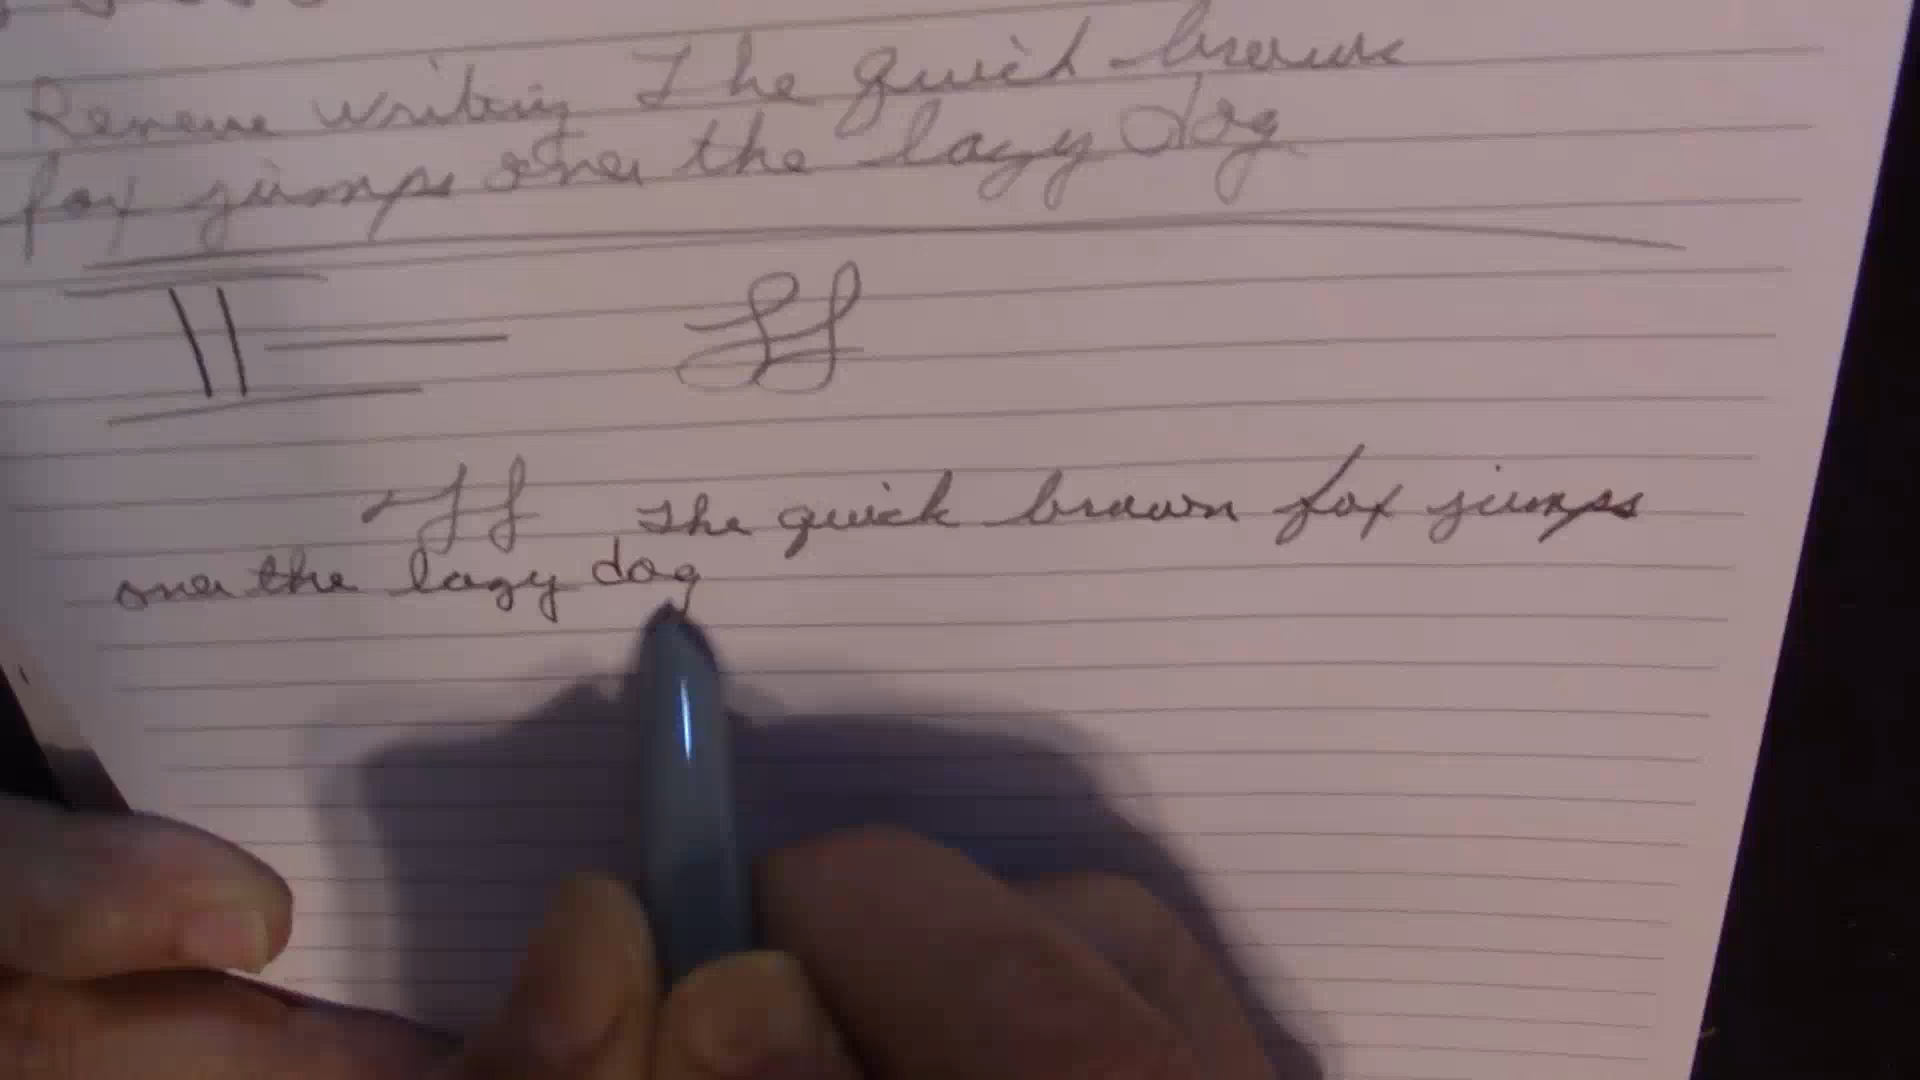 Reverse writing The quick brown
fox jumps over the lazy dog
The quick brown fox jumps
over the lazy dog